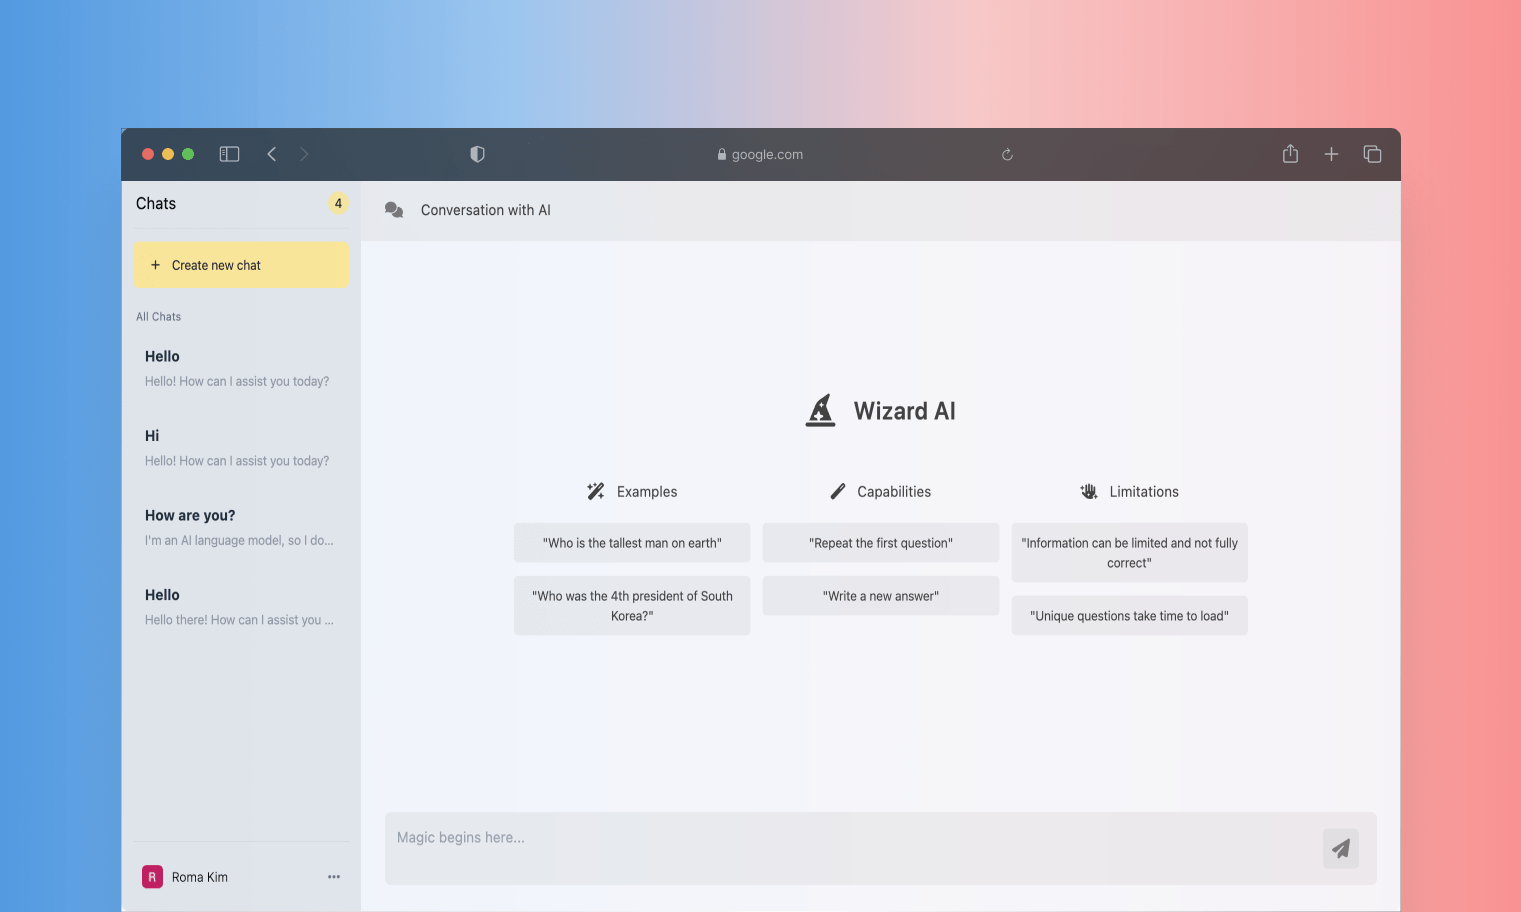 google.com
Chats
4
Conversation with AI
+ Create new chat
All Chats
Hello
Hello! How can I assist you today?
Hi
Hello! How can I assist you today?
How are you?
I'm an AI language model, so I do...
Hello
Hello there! How can I assist you ...
Wizard AI
Examples
"Who is the tallest man on earth"
"Who was the 4th president of South
Korea?"
Capabilities
"Repeat the first question"
"Write a new answer"
Limitations
"Information can be limited and not fully
correct"
"Unique questions take time to load"
Magic begins here...
R
Roma Kim